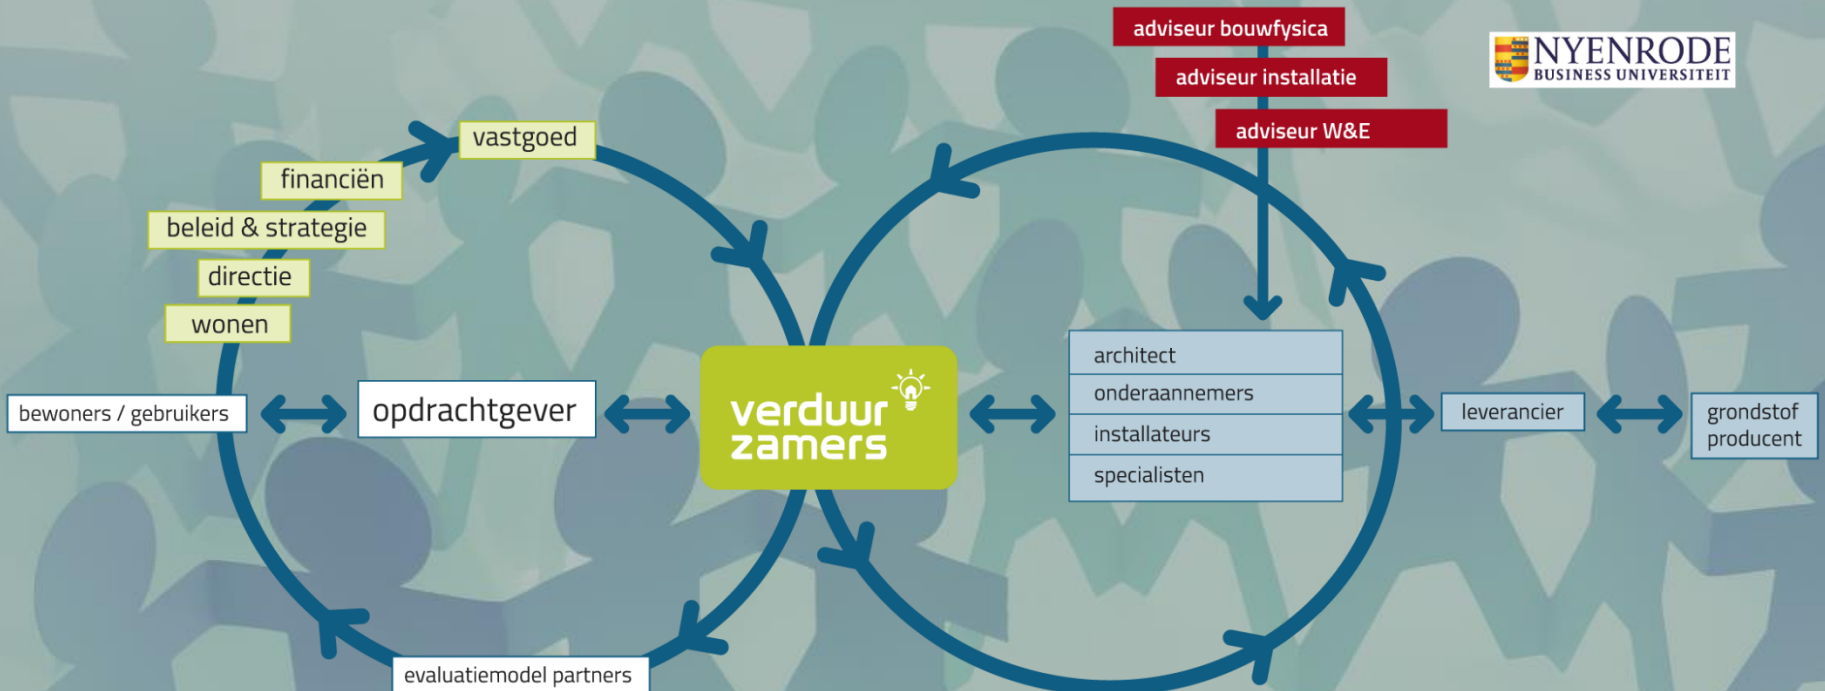 adviseur bouwfysica
adviseur installatie
adviseur W&E
NYENRODE
BUSINESS UNIVERSITEIT
vastgoed
financiën
beleid & strategie
directie
wonen
bewoners / gebruikers
opdrachtgever
verduur
zamers
architect
onderaannemers
installateurs
specialisten
leverancier
grondstof
producent
evaluatiemodel partners